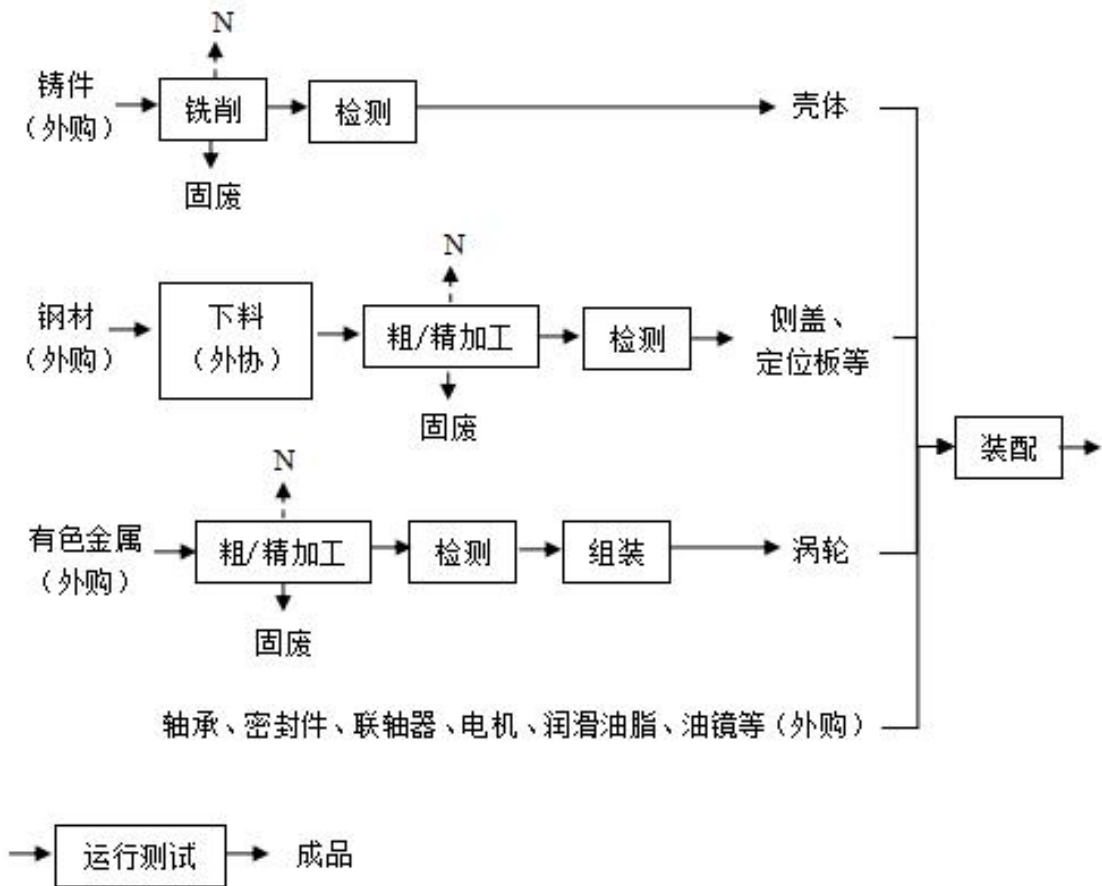 N
铸件
（外购）
铣削
检测
壳体
固废
N
钢材
（外购）
下料
（外协）
粗/精加工
检测
侧盖、
定位板等
固废
装配
N
有色金属
（外购）
粗/精加工
检测
组装
涡轮
固废
轴承、密封件、联轴器、电机、润滑油脂、油镜等（外购）
运行测试
成品